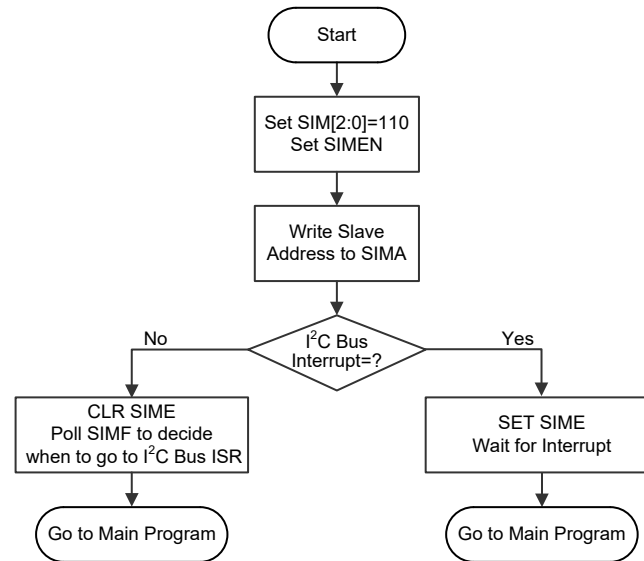 Start
Set SIM[2:0]=110
Set SIMEN
Write Slave
Address to SIMA
I²C Bus
Interrupt=?
No
Yes
CLR SIME
Poll SIMF to decide
when to go to I²C Bus ISR
SET SIME
Wait for Interrupt
Go to Main Program
Go to Main Program